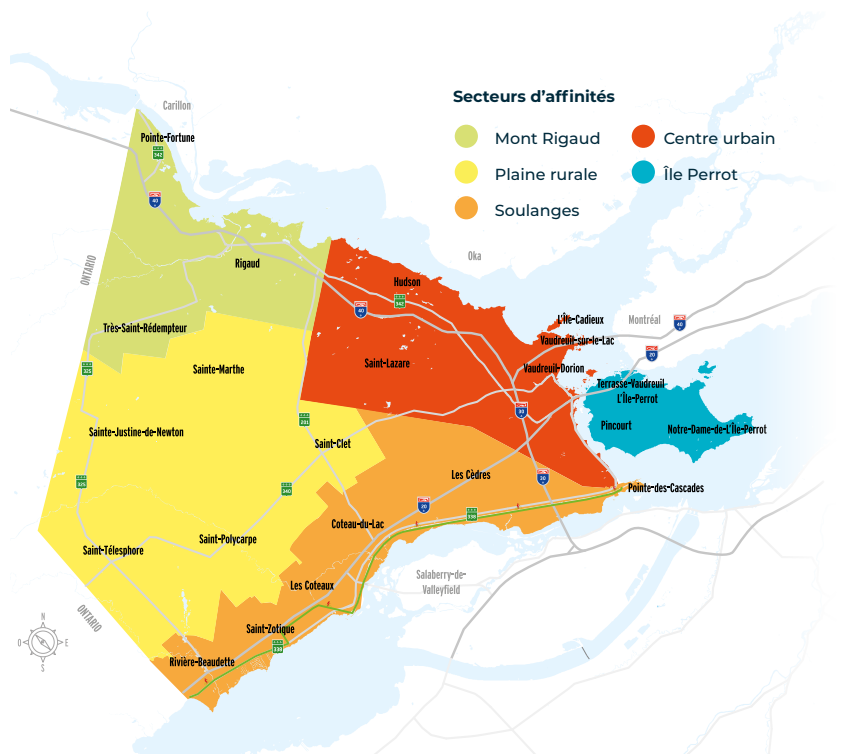 Carillon
Secteurs d’affinités
Pointe-Fortune
Mont Rigaud
Centre urbain
342
Plaine rurale
Île Perrot
40
Soulanges
Oka
ONTARIO
Rigaud
Hudson
342
40
L'Île-Cadieux
Montréal
40
Très-Saint-Rédempteur
Vaudreuil-sur-le-Lac
20
Sainte-Marthe
Saint-Lazare
Vaudreuil-Dorion
325
Terrasse-Vaudreuil
L'Île-Perrot
30
201
Pincourt
Notre-Dame-de-L'Île-Perrot
Sainte-Justine-de-Newton
Saint-Clet
Les Cèdres
30
325
340
Pointe-des-Cascades
20
338
Coteau-du-Lac
Saint-Polycarpe
Saint-Télesphore
Salaberry-de-
Valleyfield
Les Coteaux
ONTARIO
N
O
E
S
Saint-Zotique
338
Rivière-Beaudette